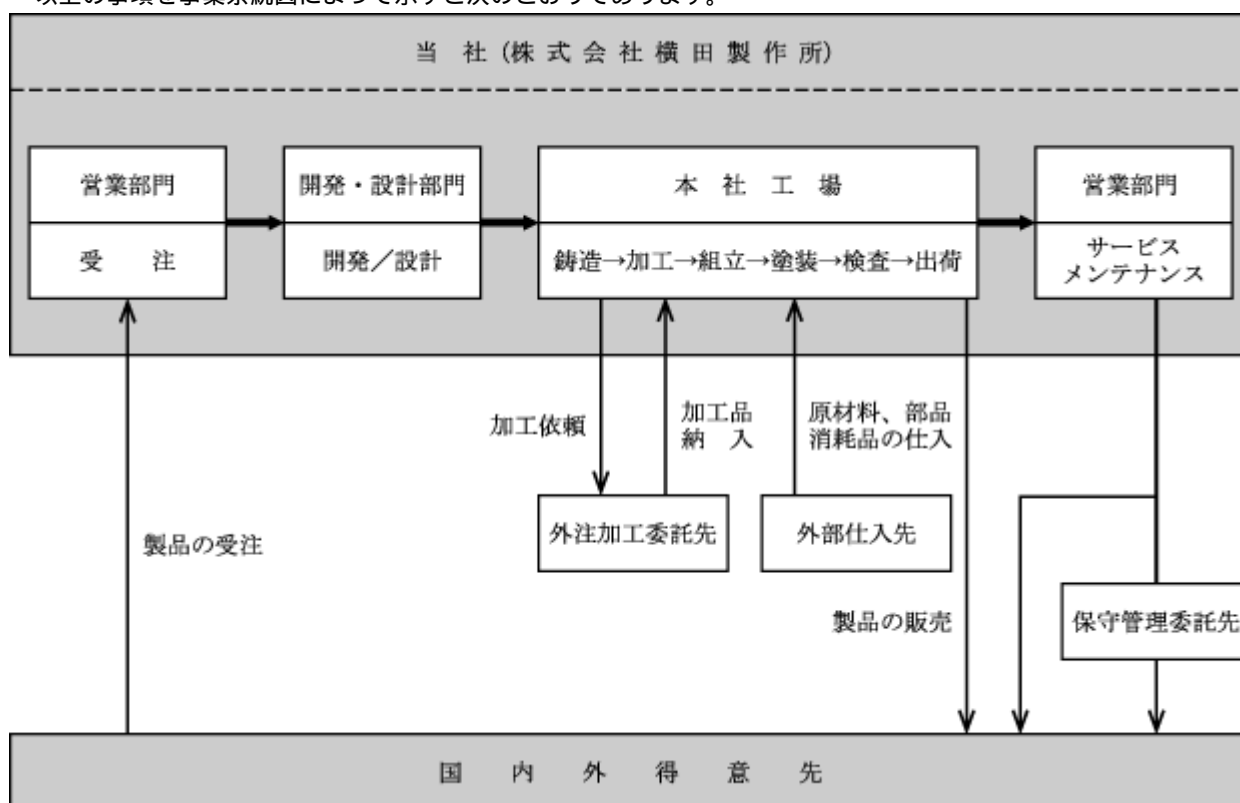 以上の事項を事業系統図によって示すと次のとおりであります。
当 社(株 式 会 社 横 田 製 作 所)
営業部門
受 注
開発・設計部門
開発/設計
本 社 工 場
鋳造→加工→組立→塗装→検査→出荷
営業部門
サービス
メンテナンス
加工依頼
加工品
納 入
原材料、部品
消耗品の仕入
外注加工委託先
外部仕入先
製品の受注
製品の販売
保守管理委託先
国 内 外 得 意 先